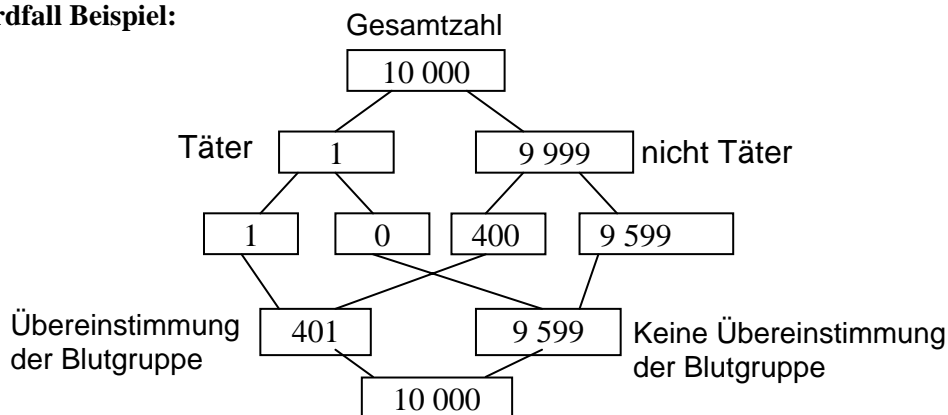 rdfall Beispiel:
Gesamtzahl
10 000
Täter 1 9 999 nicht Täter
1 0 400 9 599
Übereinstimmung der Blutgruppe 401 9 599 Keine Übereinstimmung der Blutgruppe
10 000